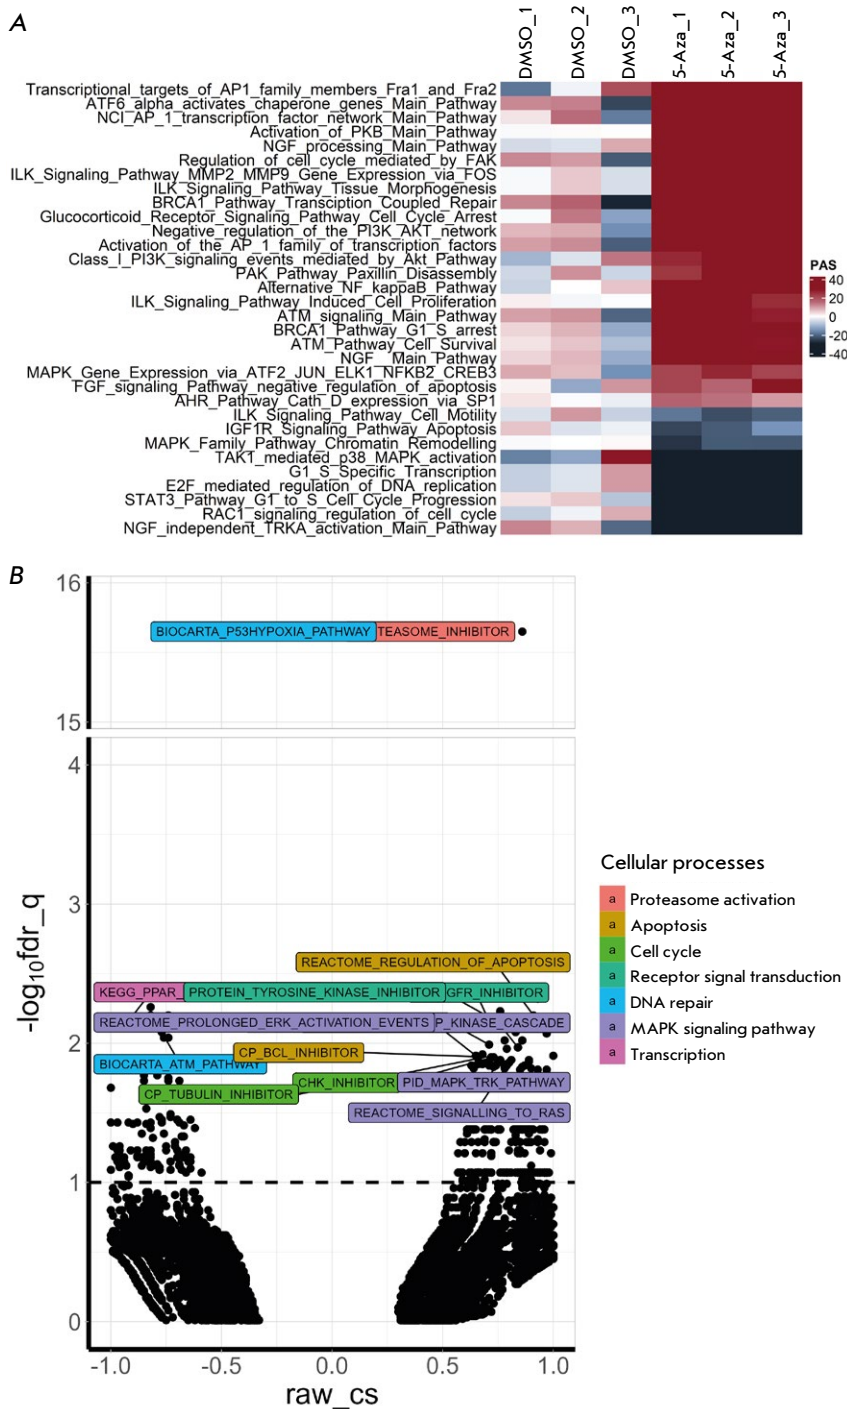 A
DMSO_1
DMSO_2
DMSO_3
5-Aza_1
5-Aza_2
5-Aza_3
Transcriptional_targets_of_AP1_family_members_Fra1_and_Fra2
ATF6_alpha_activates_chaperone_genes_Main_Pathway
NCI_AP_1_transcription_factor_network_Main_Pathway
Activation_of_PKB_Main_Pathway
NGF_processing_Main_Pathway
Regulation_of_cell_cycle_mediated_by_FAK
ILK_Signaling_Pathway_MMP2_MMP9_Gene_Expression_via_FOS
ILK_Signaling_Pathway_Tissue_Morphogenesis
BRCA1_Pathway_Transcription_Coupled_Repair
Glucocorticoid_Receptor_Signaling_Pathway_Cell_Cycle_Arrest
Negative_regulation_of_the_PI3K_AKT_network
Activation_of_the_AP_1_family_of_transcription_factors
Class_I_PI3K_signaling_events_mediated_by_Akt_Pathway
PAK_Pathway_Paxillin_Disassembly
Alternative_NF_kappaB_Pathway
ILK_Signaling_Pathway_Induced_Cell_Proliferation
ATM_signaling_Main_Pathway
BRCA1_Pathway_G1_S_arrest
ATM_Pathway_Cell_Survival
NGF__Main_Pathway
MAPK_Gene_Expression_via_ATF2_JUN_ELK1_NFKB2_CREB3
FGF_signaling_Pathway_negative_regulation_of_apoptosis
AHR_Pathway_Cath_D_expression_via_SP1
ILK_Signaling_Pathway_Cell_Motility
IGF1R_Signaling_Pathway_Apoptosis
MAPK_Family_Pathway_Chromatin_Remodelling
TAK1_mediated_p38_MAPK_activation
G1_S_Specific_Transcription
E2F_mediated_regulation_of_DNA_replication
STAT3_Pathway_G1_to_S_Cell_Cycle_Progression
RAC1_signaling_regulation_of_cell_cycle
NGF_independent_TRKA_activation_Main_Pathway
PAS
40
20
0
-20
-40
B
16
15
4
3
2
1
0
-log10fdr_q
BIOCARTA_P53HYPOXIA_PATHWAY
TEASOME_INHIBITOR
REACTOME_REGULATION_OF_APOPTOSIS
KEGG_PPAR_
PROTEIN_TYROSINE_KINASE_INHIBITOR
GFR_INHIBITOR
REACTOME_PROLONGED_ERK_ACTIVATION_EVENTS
P_KINASE_CASCADE
CP_BCL_INHIBITOR
BIOCARTA_ATM_PATHWAY
CHK_INHIBITOR
PID_MAPK_TRK_PATHWAY
CP_TUBULIN_INHIBITOR
REACTOME_SIGNALLING_TO_RAS
-1.0
-0.5
0.0
0.5
1.0
raw_cs
Cellular processes
a Proteasome activation
a Apoptosis
a Cell cycle
a Receptor signal transduction
a DNA repair
a MAPK signaling pathway
a Transcription